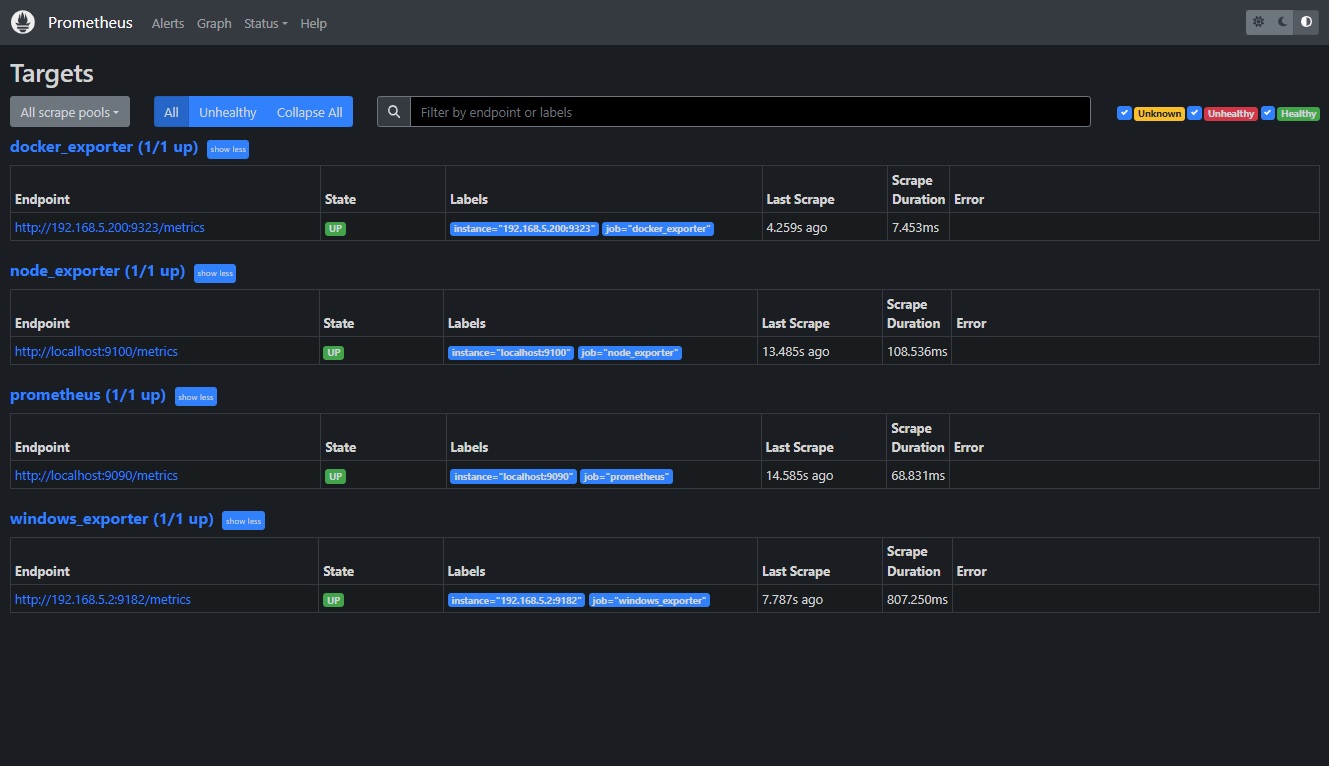 Prometheus Alerts Graph Status Help
Targets
All scrape pools All Unhealthy Collapse All Filter by endpoint or labels Unknown Unhealthy Healthy
docker_exporter (1/1 up) show less
Endpoint State Labels Last Scrape Scrape Duration Error
http://192.168.5.200:9323/metrics UP instance="192.168.5.200:9323" job="docker_exporter" 4.259s ago 7.453ms
node_exporter (1/1 up) show less
Endpoint State Labels Last Scrape Scrape Duration Error
http://localhost:9100/metrics UP instance="localhost:9100" job="node_exporter" 13.485s ago 108.536ms
prometheus (1/1 up) show less
Endpoint State Labels Last Scrape Scrape Duration Error
http://localhost:9090/metrics UP instance="localhost:9090" job="prometheus" 14.585s ago 68.831ms
windows_exporter (1/1 up) show less
Endpoint State Labels Last Scrape Scrape Duration Error
http://192.168.5.2:9182/metrics UP instance="192.168.5.2:9182" job="windows_exporter" 7.787s ago 807.250ms